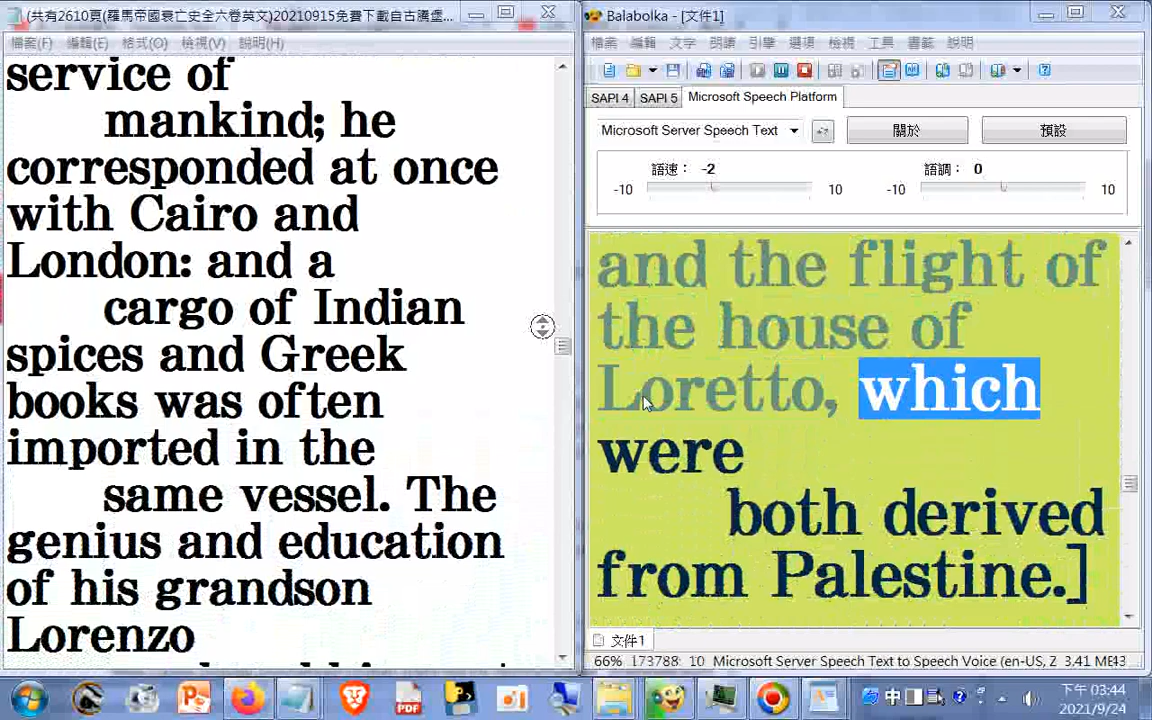 (共有2610頁(羅馬帝國衰亡史全六卷英文)20210915免費下載自古騰堡...
檔案(F) 編輯(E) 格式(O) 檢視(V) 說明(H)
service of
mankind; he
corresponded at once
with Cairo and
London: and a
cargo of Indian
spices and Greek
books was often
imported in the
same vessel. The
genius and education
of his grandson
Lorenzo
Balabolka - [文件1]
檔案 編輯 文字 朗讀 引擎 選項 檢視 工具 書籤 說明
SAPI 4 SAPI 5 Microsoft Speech Platform
Microsoft Server Speech Text 關於 預設
語速： -2 語調： 0
-10 10 -10 10
and the flight of
the house of
Loretto, which
were
both derived
from Palestine.]
文件1
66% 173788: 10 Microsoft Server Speech Text to Speech Voice (en-US, Z 3.41 ME43
中 下午 03:44
2021/9/24